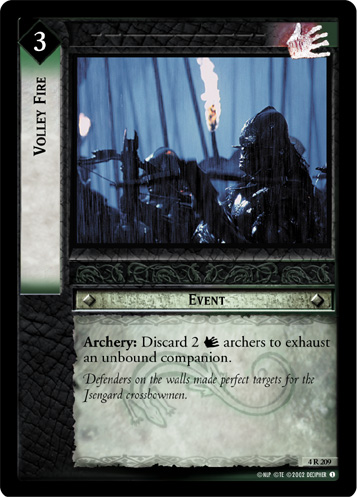 3
VOLLEY FIRE
EVENT
Archery: Discard 2 archers to exhaust
an unbound companion.
Defenders on the walls made perfect targets for the
Isengard crossbowmen.
4 R 209
©NLP ™/®TE ©2002 DECIPHER